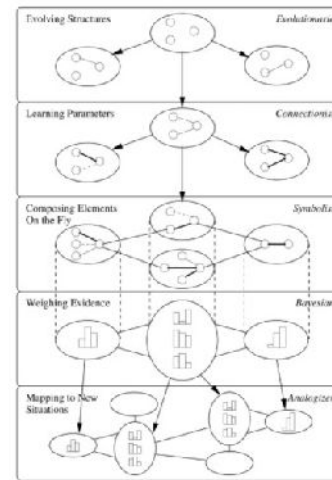 Evolving Structures
Evolutionaries
Learning Parameters
Connectionists
Composing Elements
On the Fly
Symbolists
Weighing Evidence
Bayesians
Mapping to New
Situations
Analogizers